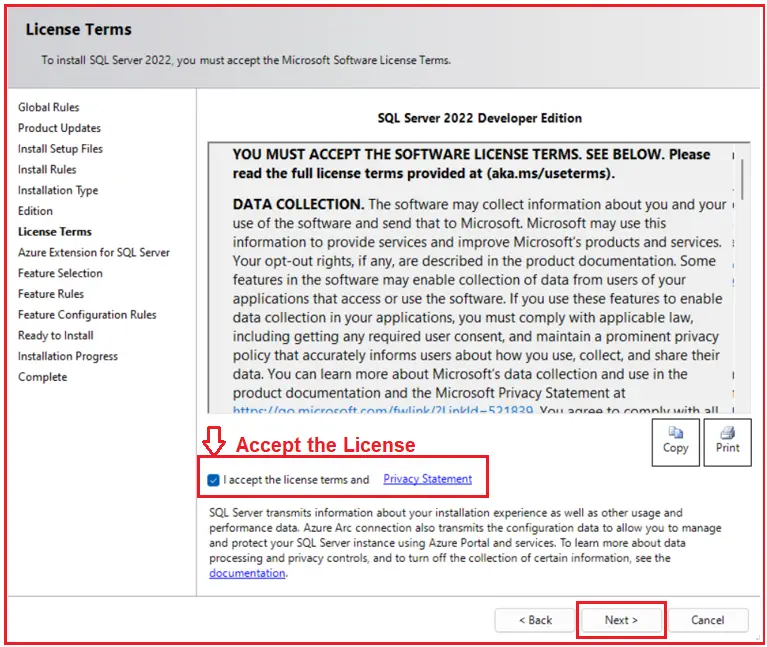 License Terms
To install SQL Server 2022, you must accept the Microsoft Software License Terms.
Global Rules
Product Updates
Install Setup Files
Install Rules
Installation Type
Edition
License Terms
Azure Extension for SQL Server
Feature Selection
Feature Rules
Feature Configuration Rules
Ready to Install
Installation Progress
Complete
SQL Server 2022 Developer Edition
YOU MUST ACCEPT THE SOFTWARE LICENSE TERMS. SEE BELOW. Please
read the full license terms provided at (aka.ms/useterms).
DATA COLLECTION. The software may collect information about you and your
use of the software and send that to Microsoft. Microsoft may use this
information to provide services and improve Microsoft's products and services.
Your opt-out rights, if any, are described in the product documentation. Some
features in the software may enable collection of data from users of your
applications that access or use the software. If you use these features to enable
data collection in your applications, you must comply with applicable law,
including getting any required user consent, and maintain a prominent privacy
policy that accurately informs users about how you use, collect, and share their
data. You can learn more about Microsoft's data collection and use in the
product documentation and the Microsoft Privacy Statement at
https://go.microsoft.com/fwlink/?LinkId=521839. You agree to comply with all
Copy
Print
Accept the License
I accept the license terms and Privacy Statement
SQL Server transmits information about your installation experience as well as other usage and
performance data. Azure Arc connection also transmits the configuration data to allow you to manage
and protect your SQL Server instance using Azure Portal and services. To learn more about data
processing and privacy controls, and to turn off the collection of certain information, see the
documentation.
< Back
Next >
Cancel